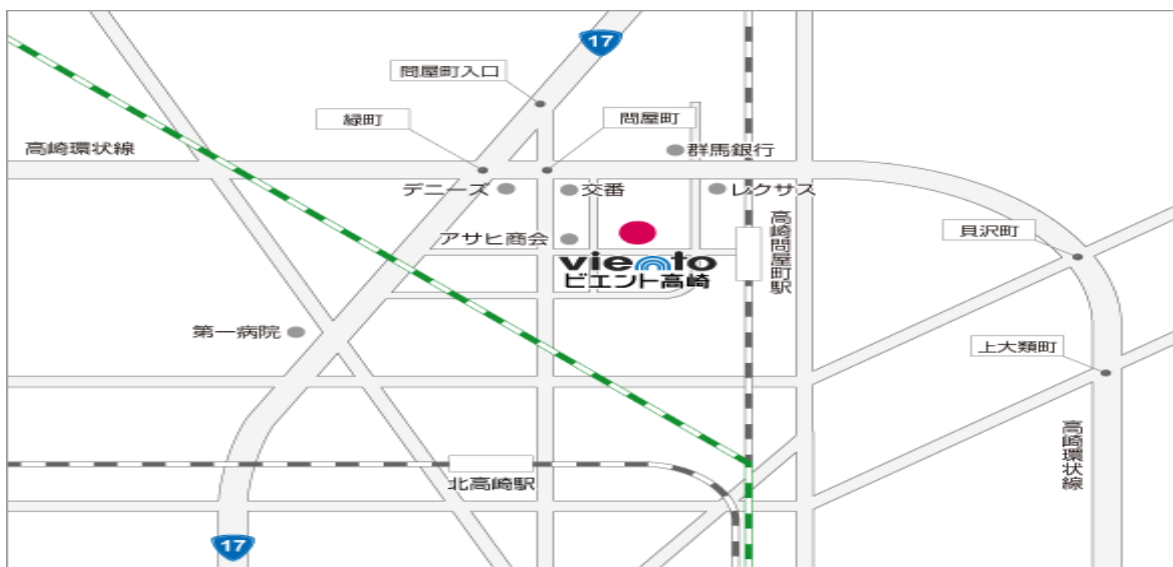 17
問屋町入口
緑町
問屋町
高崎環状線
群馬銀行
デニーズ
交番
レクサス
アサヒ商会
高崎問屋町駅
貝沢町
viento
ビエント高崎
第一病院
上大類町
高崎環状線
北高崎駅
17